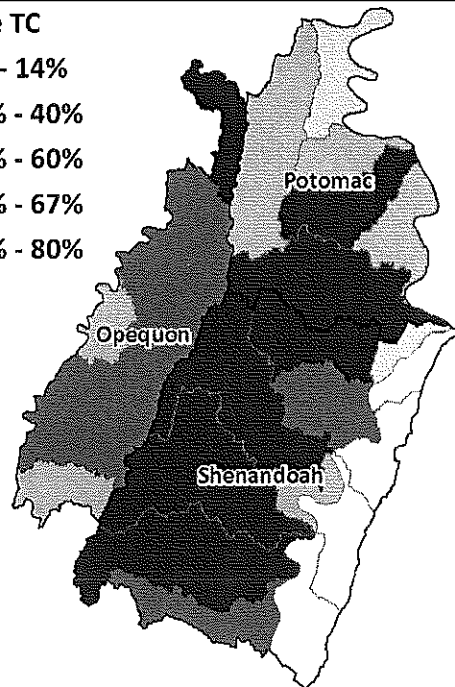 TC
- 14%
- 40%
- 60%
- 67%
- 80%
Potomac
Opequon
Shenandoah